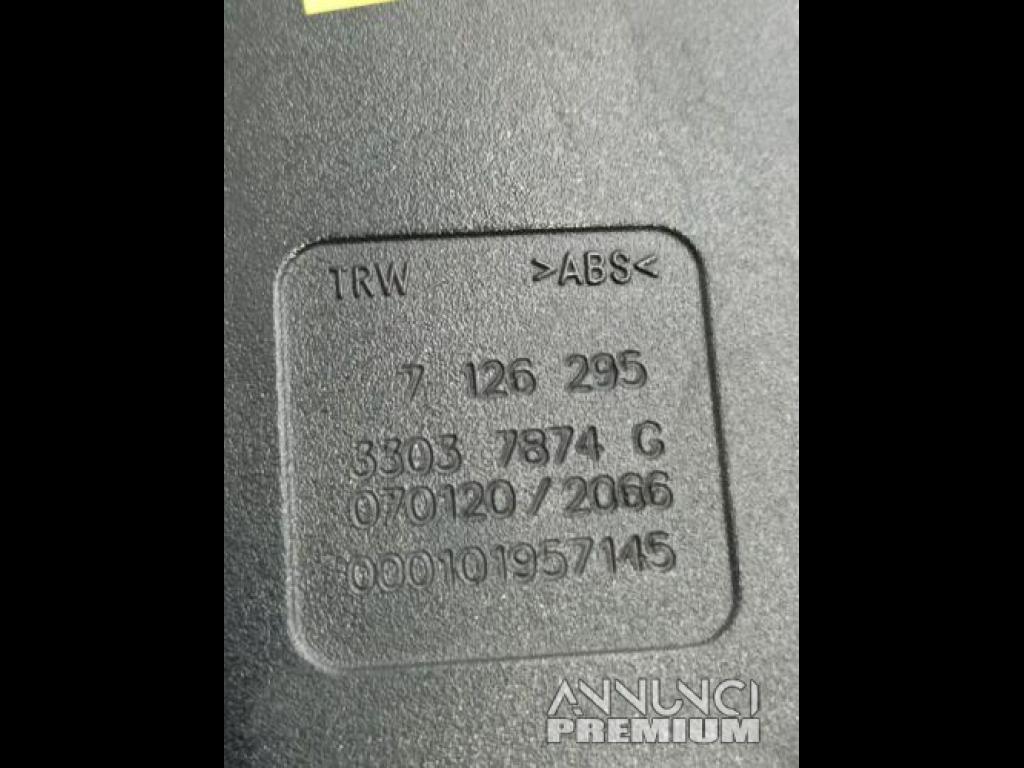 TRW >ABS<
7 126 295
3303 7874 G
070120/2066
000101957145
ANNUNCI
PREMIUM